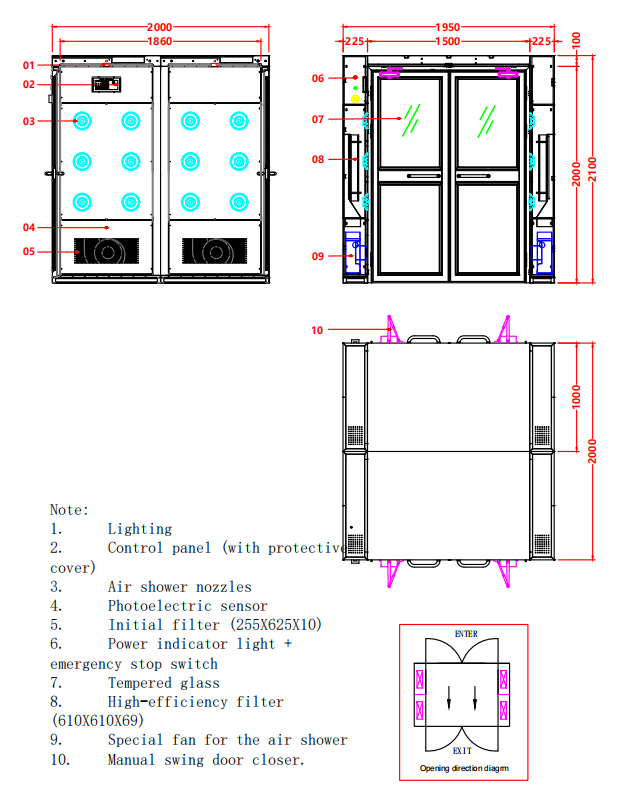 2000
1860
01
02
03
04
05
1950
225
1500
225
100
06
07
08
09
2000
2100
10
1000
2000
Note:
1. Lighting
2. Control panel (with protective
cover)
3. Air shower nozzles
4. Photoelectric sensor
5. Initial filter (255X625X10)
6. Power indicator light +
emergency stop switch
7. Tempered glass
8. High-efficiency filter
(610X610X69)
9. Special fan for the air shower
10. Manual swing door closer.
ENTER
EXIT
Opening direction diagrm